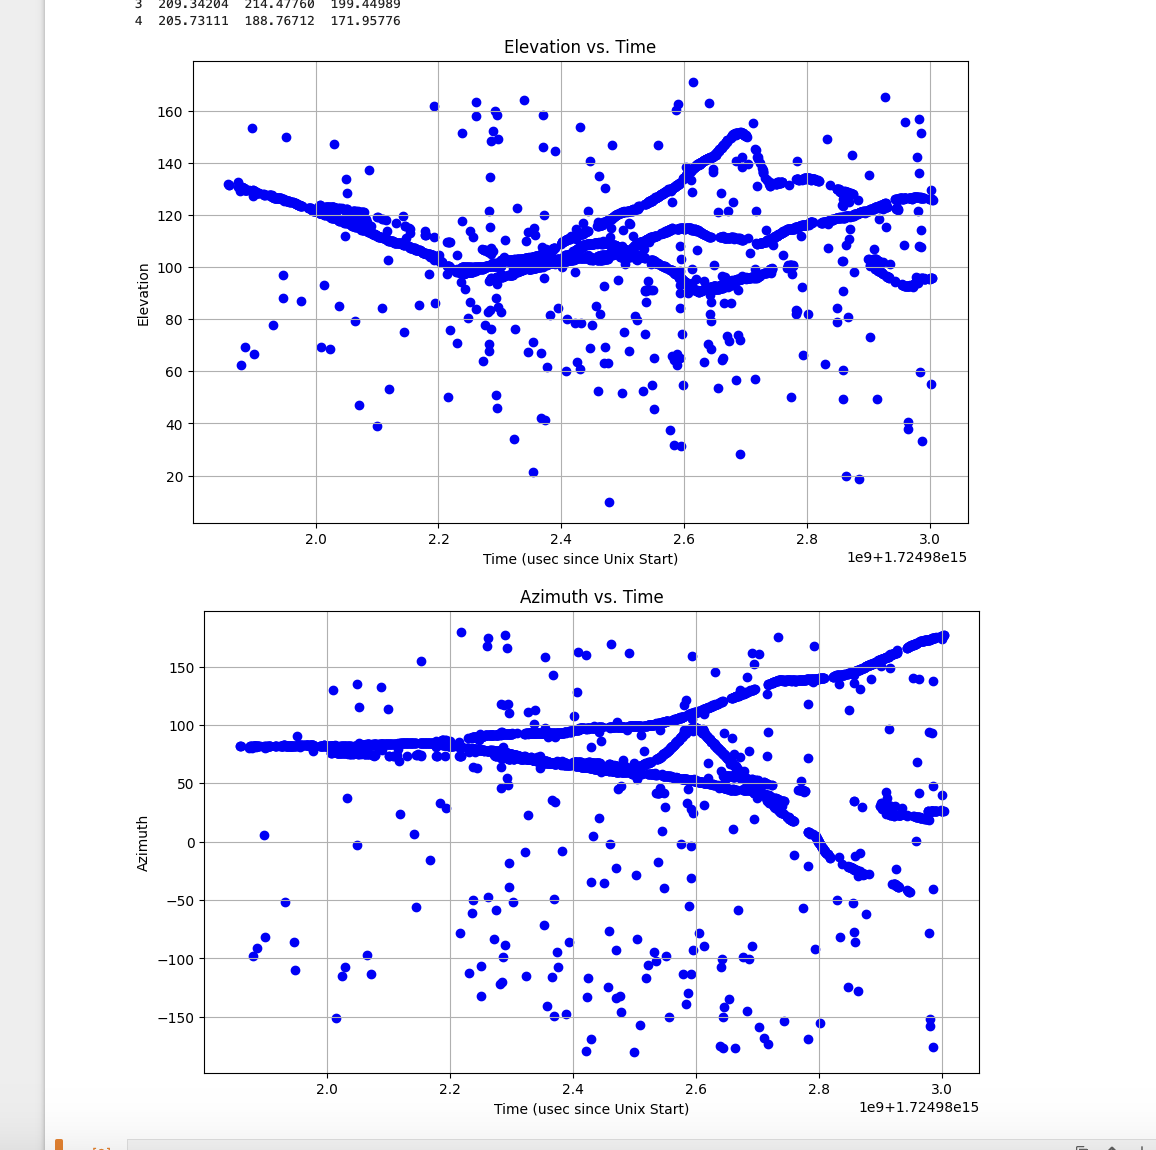 3 209.34204 214.47760 199.44989
4 205.73111 188.76712 171.95776
Elevation vs. Time
Elevation
160
140
120
100
80
60
40
20
2.0 2.2 2.4 2.6 2.8 3.0
Time (usec since Unix Start)
1e9+1.72498e15
Azimuth vs. Time
Azimuth
150
100
50
0
−50
−100
−150
2.0 2.2 2.4 2.6 2.8 3.0
Time (usec since Unix Start)
1e9+1.72498e15